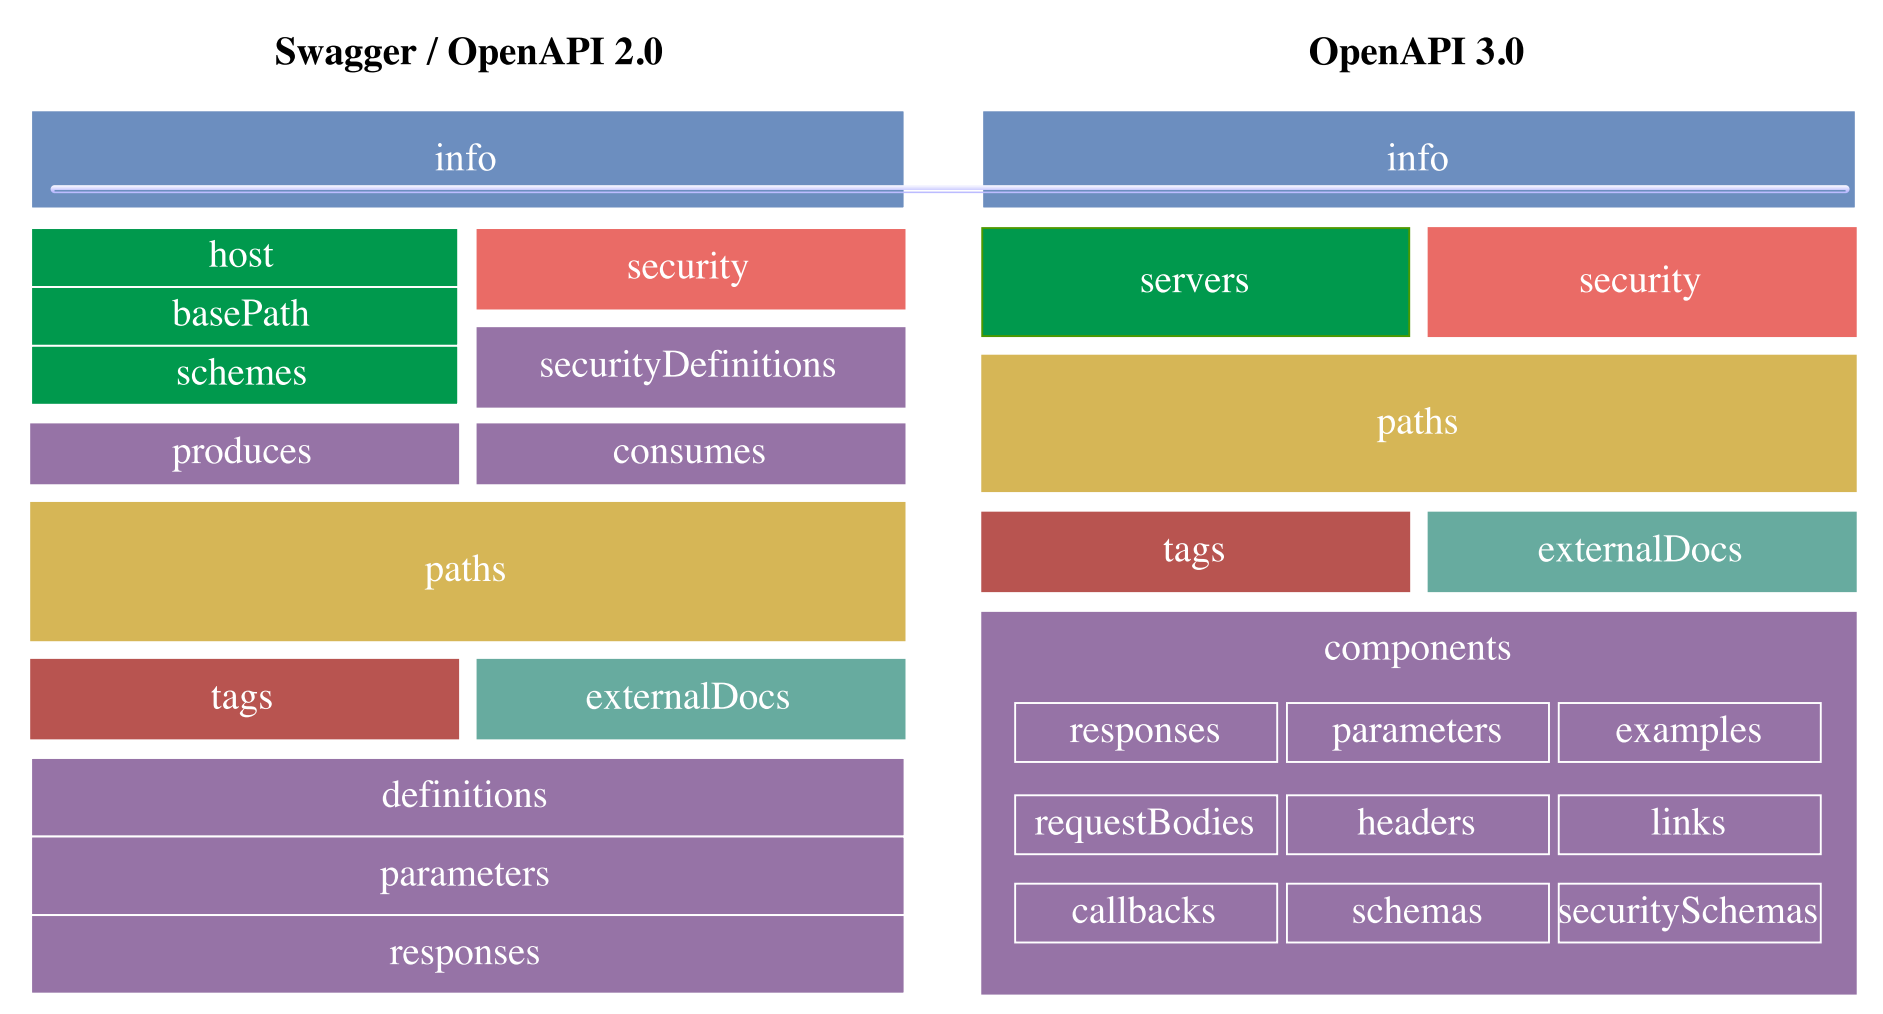 Swagger / OpenAPI 2.0
info
host
basePath
schemes
security
securityDefinitions
produces
consumes
paths
tags
externalDocs
definitions
parameters
responses
OpenAPI 3.0
info
servers
security
paths
tags
externalDocs
components
responses
parameters
examples
requestBodies
headers
links
callbacks
schemas
securitySchemas